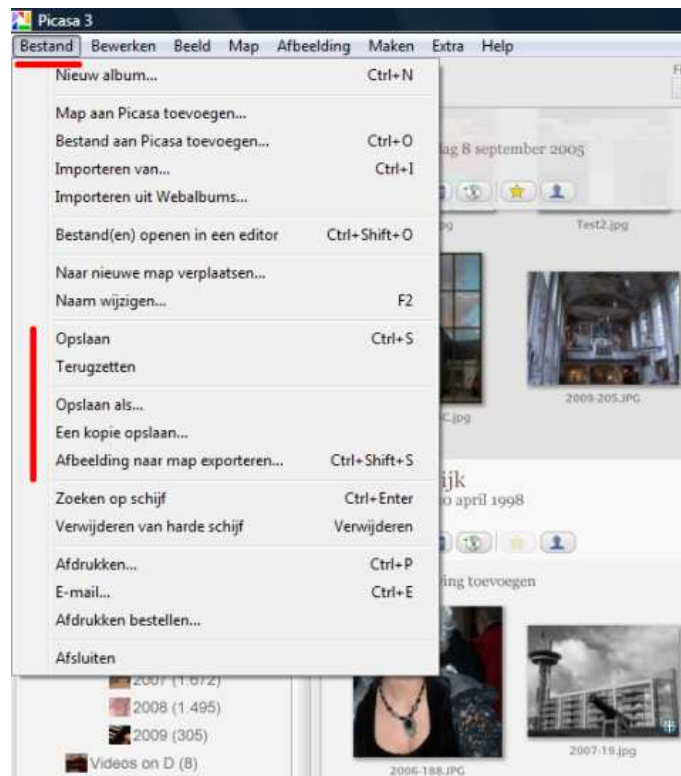 Picasa 3
Bestand Bewerken Beeld Map Afbeelding Maken Extra Help
Nieuw album... Ctrl+N
Map aan Picasa toevoegen...
Bestand aan Picasa toevoegen... Ctrl+O
Importeren van... Ctrl+I
Importeren uit Webalbums...
Bestand(en) openen in een editor Ctrl+Shift+O
Naar nieuwe map verplaatsen...
Naam wijzigen... F2
Opslaan Ctrl+S
Terugzetten
Opslaan als...
Een kopie opslaan...
Afbeelding naar map exporteren... Ctrl+Shift+S
Zoeken op schijf Ctrl+Enter
Verwijderen van harde schijf Verwijderen
Afdrukken... Ctrl+P
E-mail... Ctrl+E
Afdrukken bestellen...
Afsluiten
2007 (1.672)
2008 (1.495)
2009 (305)
Videos on D (8)
8 september 2005
Test2.jpg
2009-205.JPG
ijk
april 1998
toevoegen
2006-188.JPG
2007-19.jpg